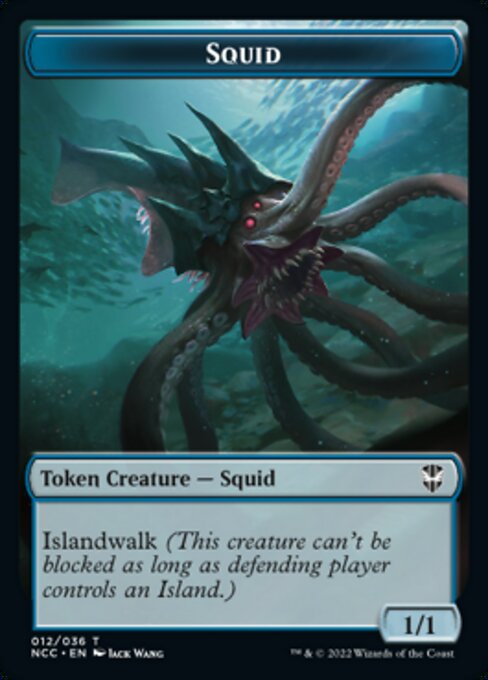 Squid
Token Creature — Squid
Islandwalk (This creature can't be
blocked as long as defending player
controls an Island.)
1/1
012/036 T
NCC • EN Jack Wang
™ & © 2022 Wizards of the Coast